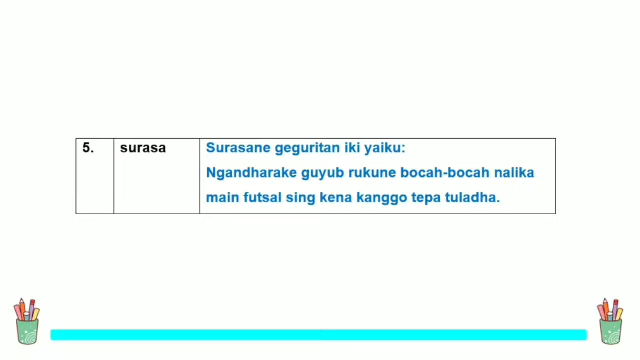 5. surasa Surasane geguritan iki yaiku:
Ngandharake guyub rukune bocah-bocah nalika
main futsal sing kena kanggo tepa tuladha.